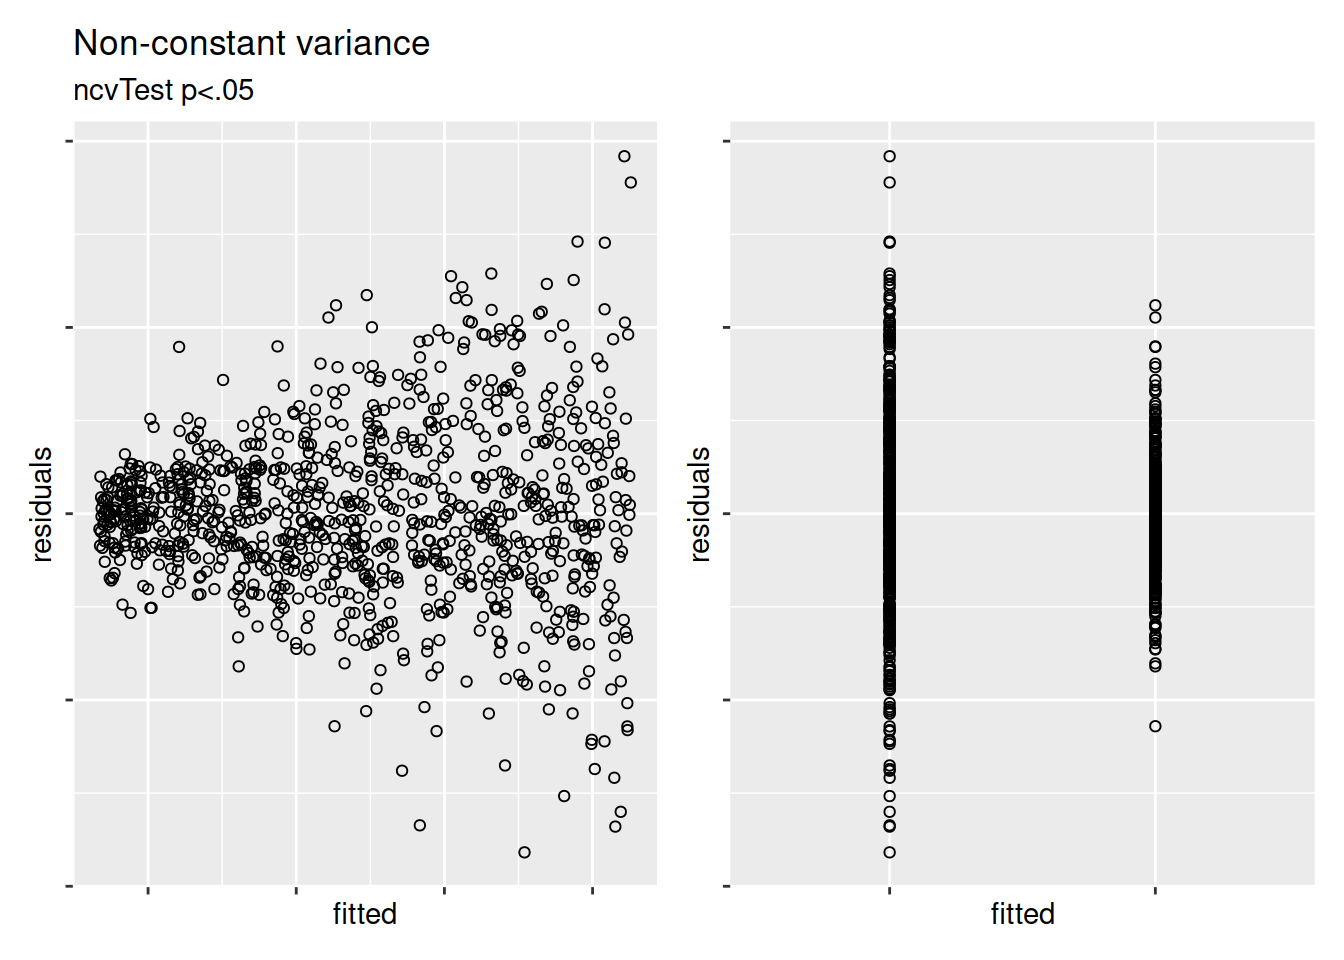 Non-constant variance
ncvTest p<.05
residuals
fitted
residuals
fitted